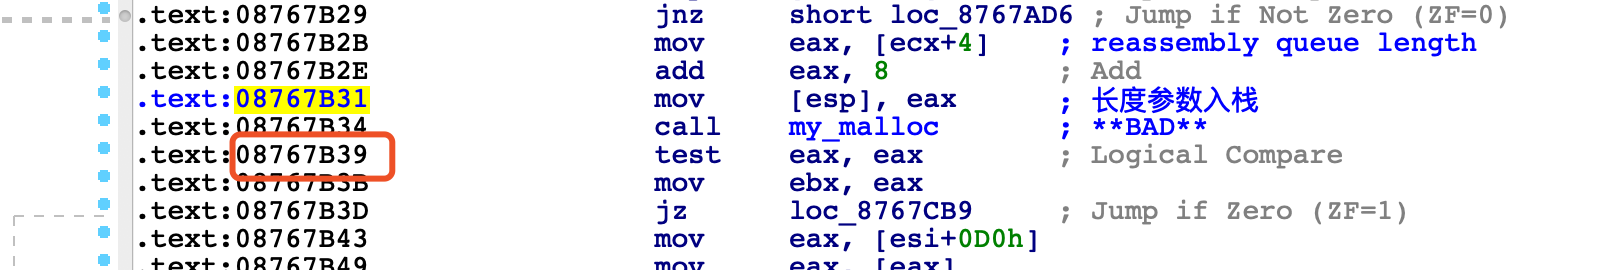 .text:08767B29 jnz short loc_8767AD6 ; Jump if Not Zero (ZF=0)
.text:08767B2B mov eax, [ecx+4] ; reassembly queue length
.text:08767B2E add eax, 8 ; Add
.text:08767B31 mov [esp], eax ; 长度参数入栈
.text:08767B34 call my_malloc ; **BAD**
.text:08767B39 test eax, eax ; Logical Compare
.text:08767B3B mov ebx, eax
.text:08767B3D jz loc_8767CB9 ; Jump if Zero (ZF=1)
.text:08767B43 mov eax, [esi+0D0h]
.text:08767B49 mov eax, [eax]